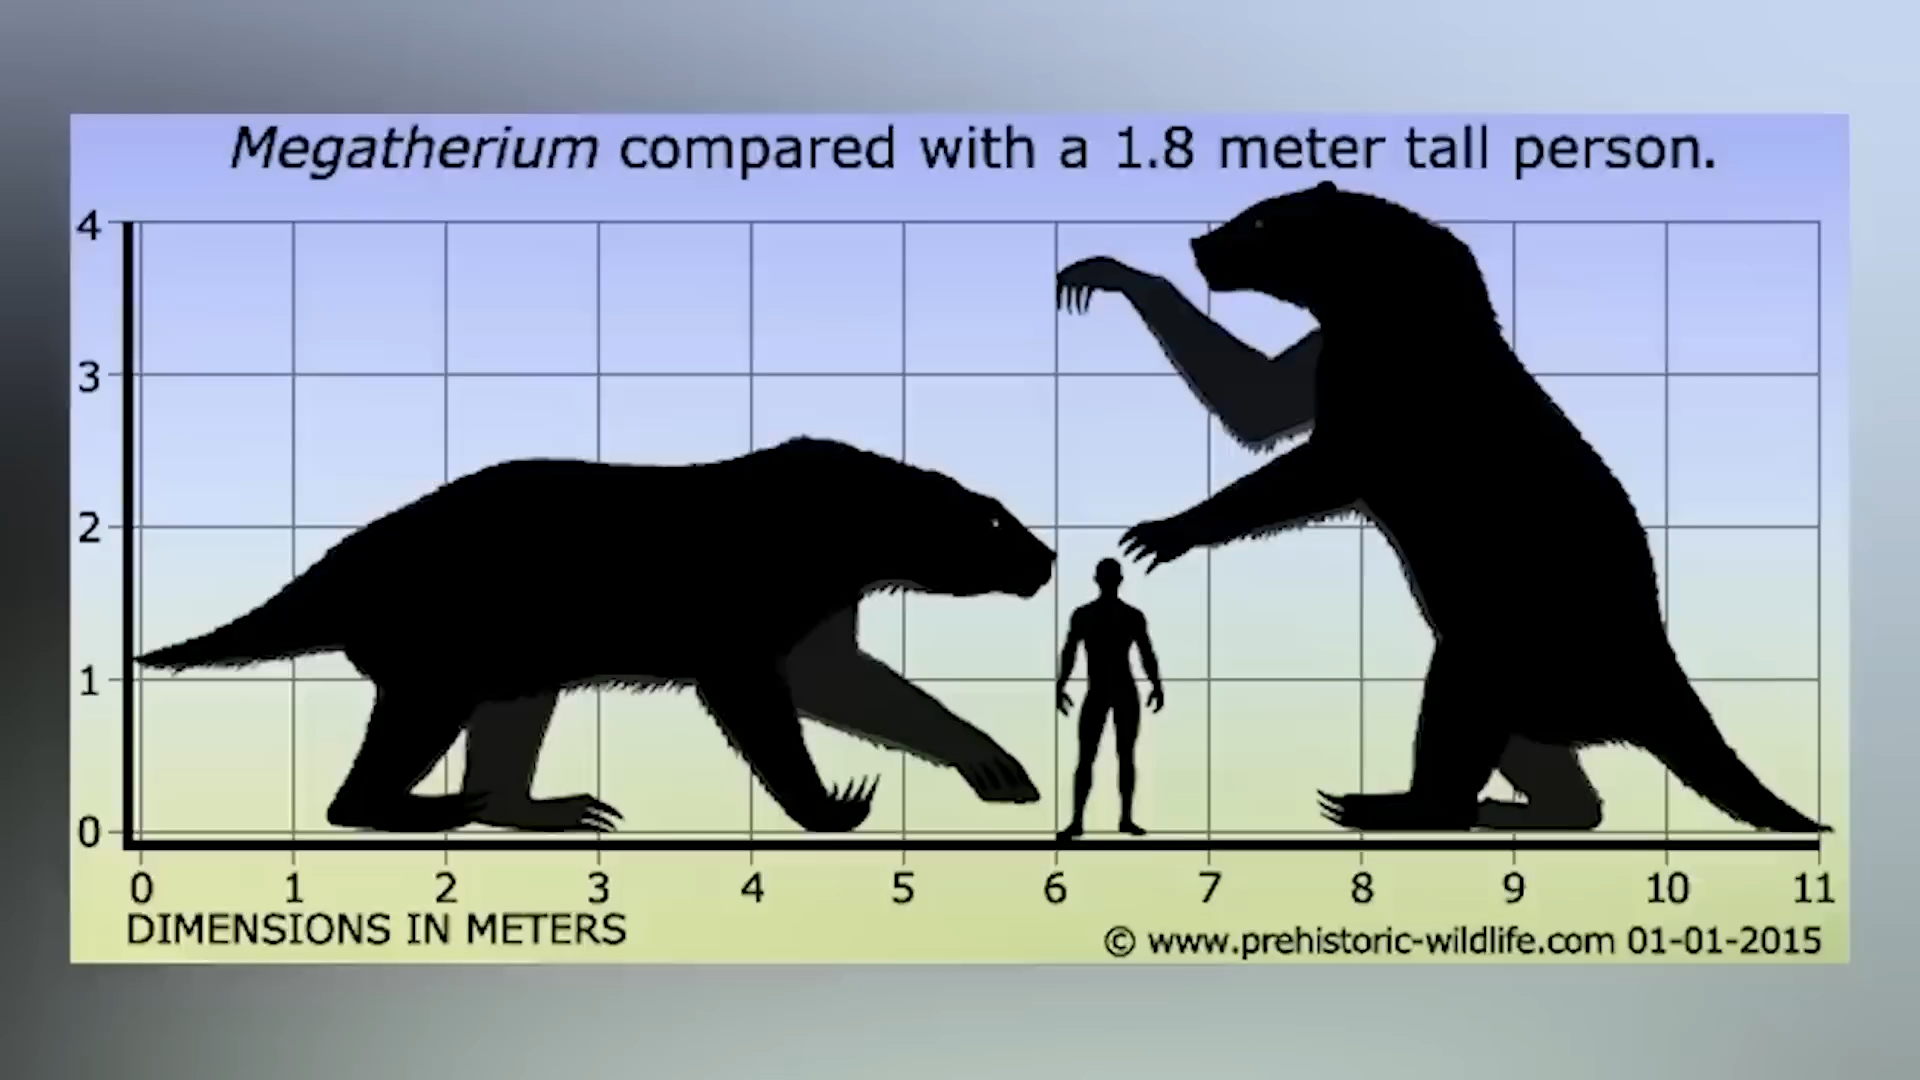 Megatherium compared with a 1.8 meter tall person.
4
3
2
1
0
0 1 2 3 4 5 6 7 8 9 10 11
DIMENSIONS IN METERS
© www.prehistoric-wildlife.com 01-01-2015